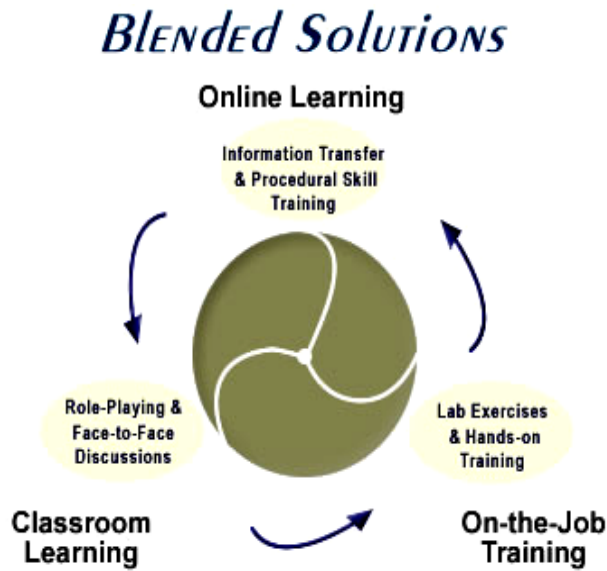 Blended Solutions
Online Learning
Information Transfer
& Procedural Skill
Training
Role-Playing &
Face-to-Face
Discussions
Lab Exercises
& Hands-on
Training
Classroom
Learning
On-the-Job
Training